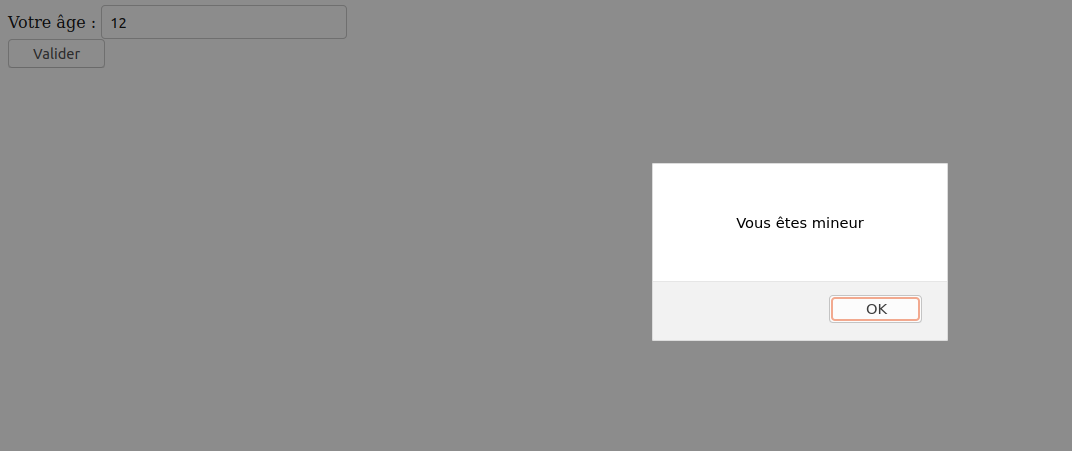 Votre âge : 12
Valider
Vous êtes mineur
OK